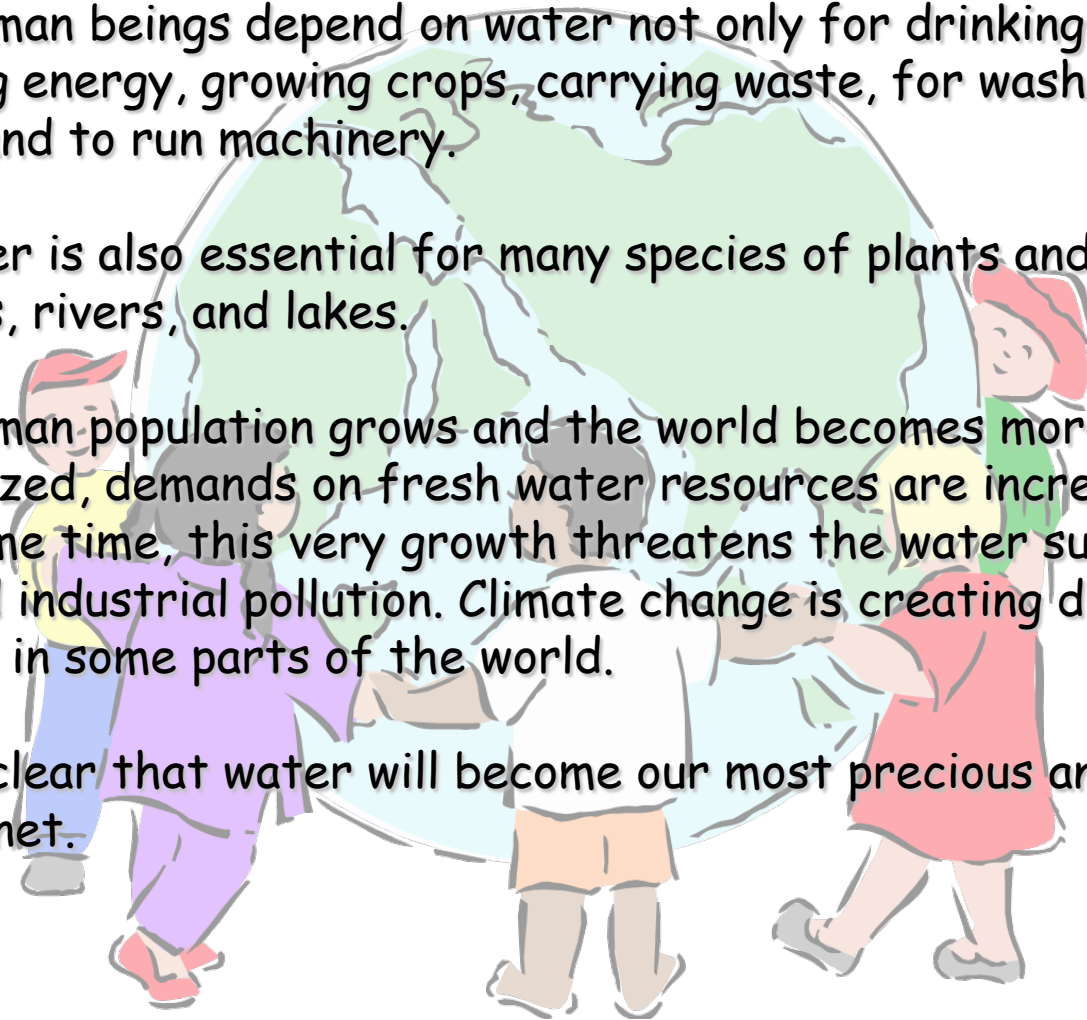 man beings depend on water not only for drinking
g energy, growing crops, carrying waste, for wash
nd to run machinery.
er is also essential for many species of plants and
s, rivers, and lakes.
man population grows and the world becomes mor
zed, demands on fresh water resources are incre
me time, this very growth threatens the water su
l industrial pollution. Climate change is creating d
in some parts of the world.
clear that water will become our most precious an
net.